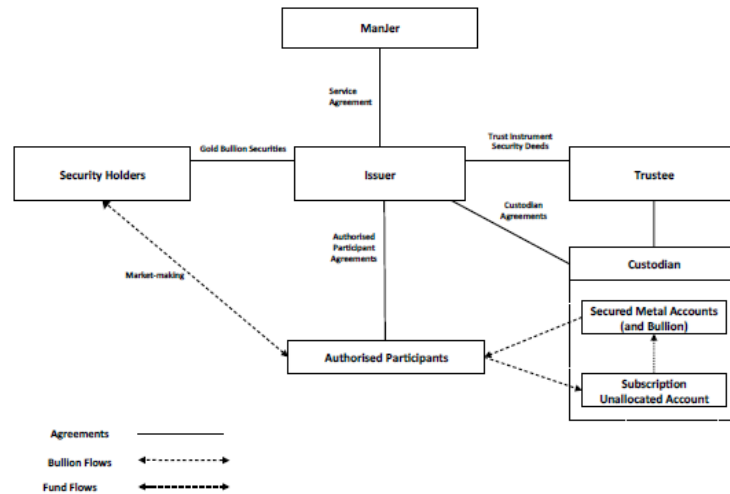 ManJer
Service
Agreement
Gold Bullion Securities
Trust Instrument
Security Deeds
Security Holders
Issuer
Trustee
Custodian
Agreements
Authorised
Participant
Agreements
Market-making
Custodian
Secured Metal Accounts
(and Bullion)
Authorised Participants
Subscription
Unallocated Account
Agreements
Bullion Flows
Fund Flows